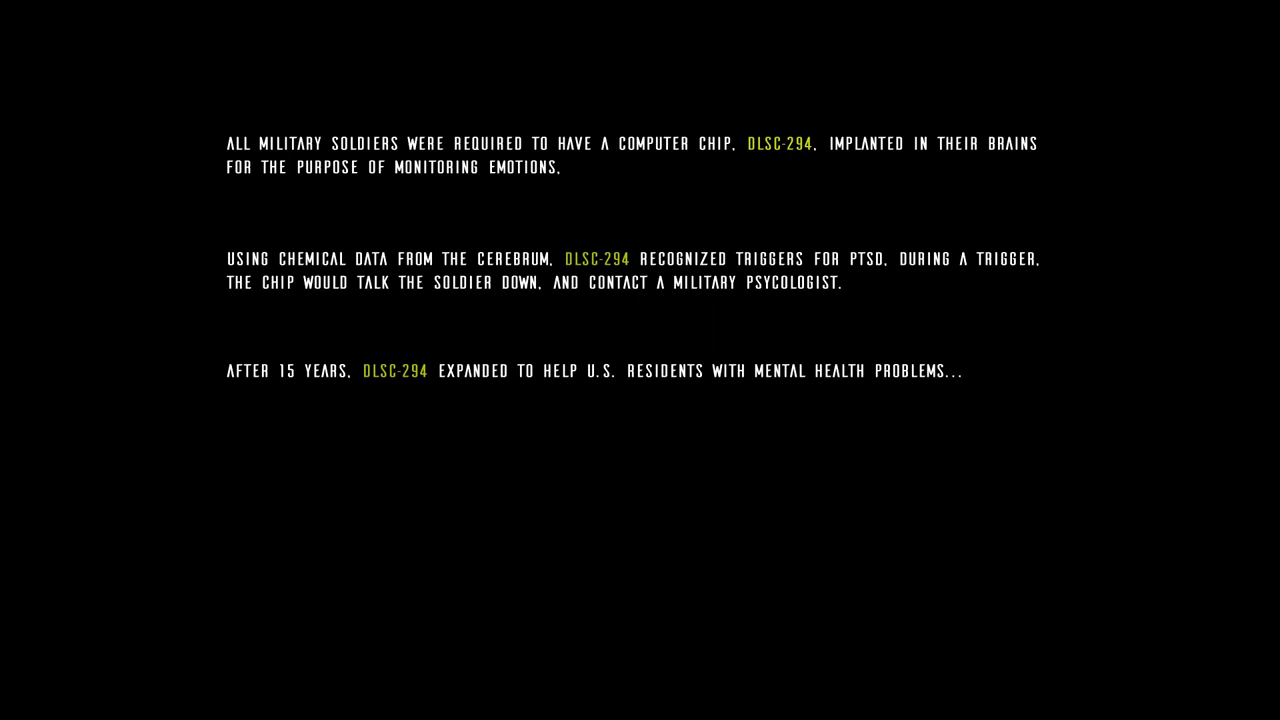 ALL MILITARY SOLDIERS WERE REQUIRED TO HAVE A COMPUTER CHIP, DLSC-294, IMPLANTED IN THEIR BRAINS
FOR THE PURPOSE OF MONITORING EMOTIONS.
USING CHEMICAL DATA FROM THE CEREBRUM, DLSC-294 RECOGNIZED TRIGGERS FOR PTSD. DURING A TRIGGER,
THE CHIP WOULD TALK THE SOLDIER DOWN, AND CONTACT A MILITARY PSYCOLOGIST.
AFTER 15 YEARS, DLSC-294 EXPANDED TO HELP U.S. RESIDENTS WITH MENTAL HEALTH PROBLEMS...